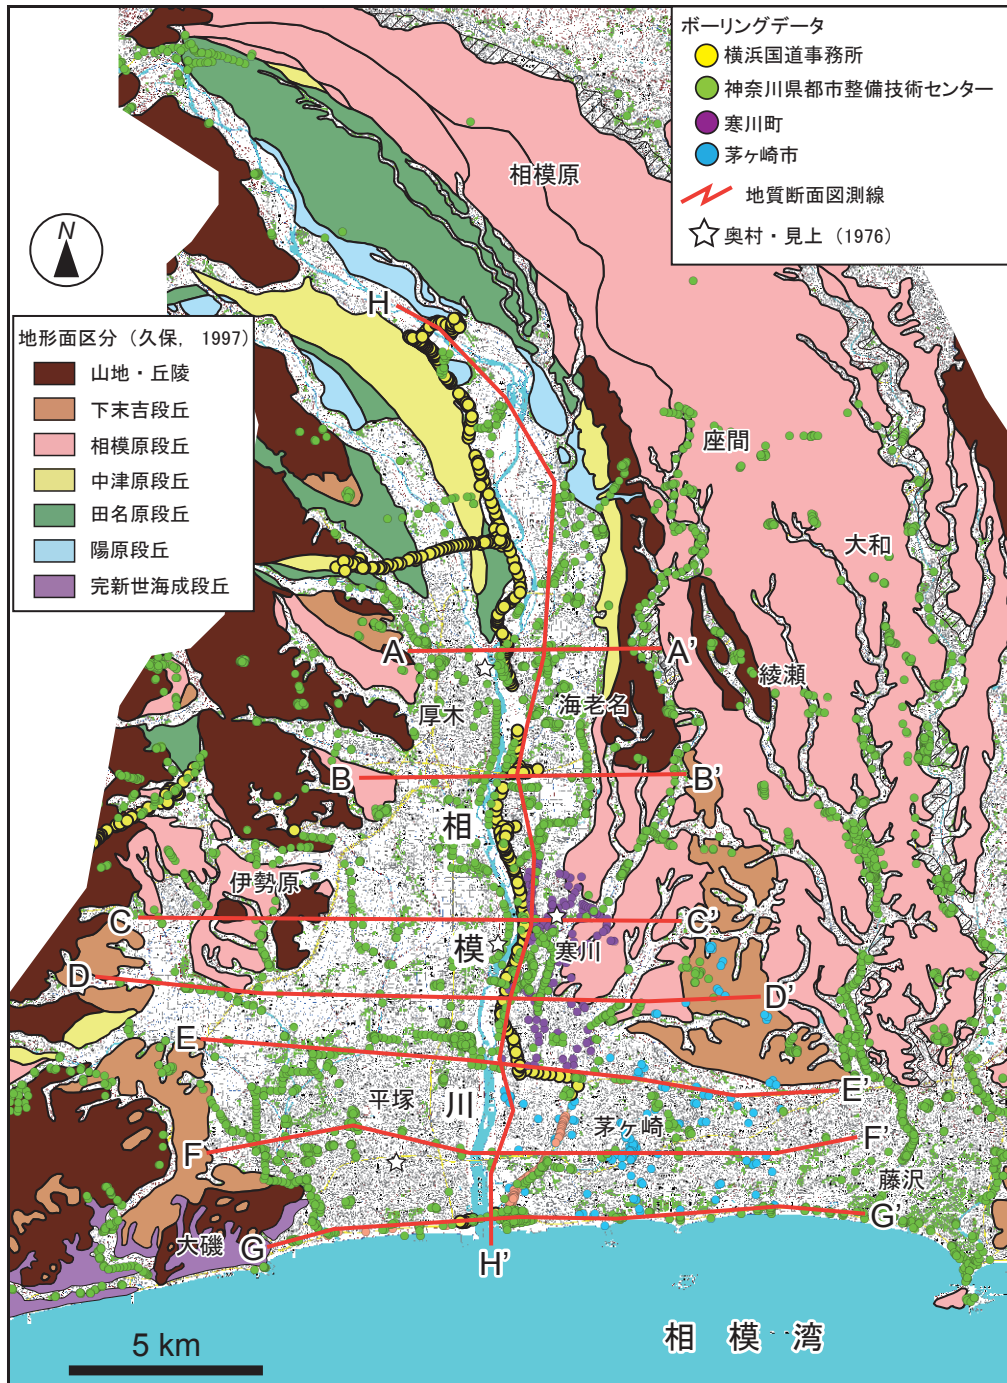 ボーリングデータ
横浜国道事務所
神奈川県都市整備技術センター
寒川町
茅ヶ崎市
地質断面図測線
奥村・見上 (1976)
N
地形面区分 (久保, 1997)
山地・丘陵
下末吉段丘
相模原段丘
中津原段丘
田名原段丘
陽原段丘
完新世海成段丘
相模原
H
座間
大和
A
A'
綾瀬
厚木
海老名
B
B'
相
伊勢原
C
C'
模
寒川
D
D'
E
E'
平塚
川
茅ヶ崎
F
F'
藤沢
大磯
G
G'
H'
5 km
相模湾